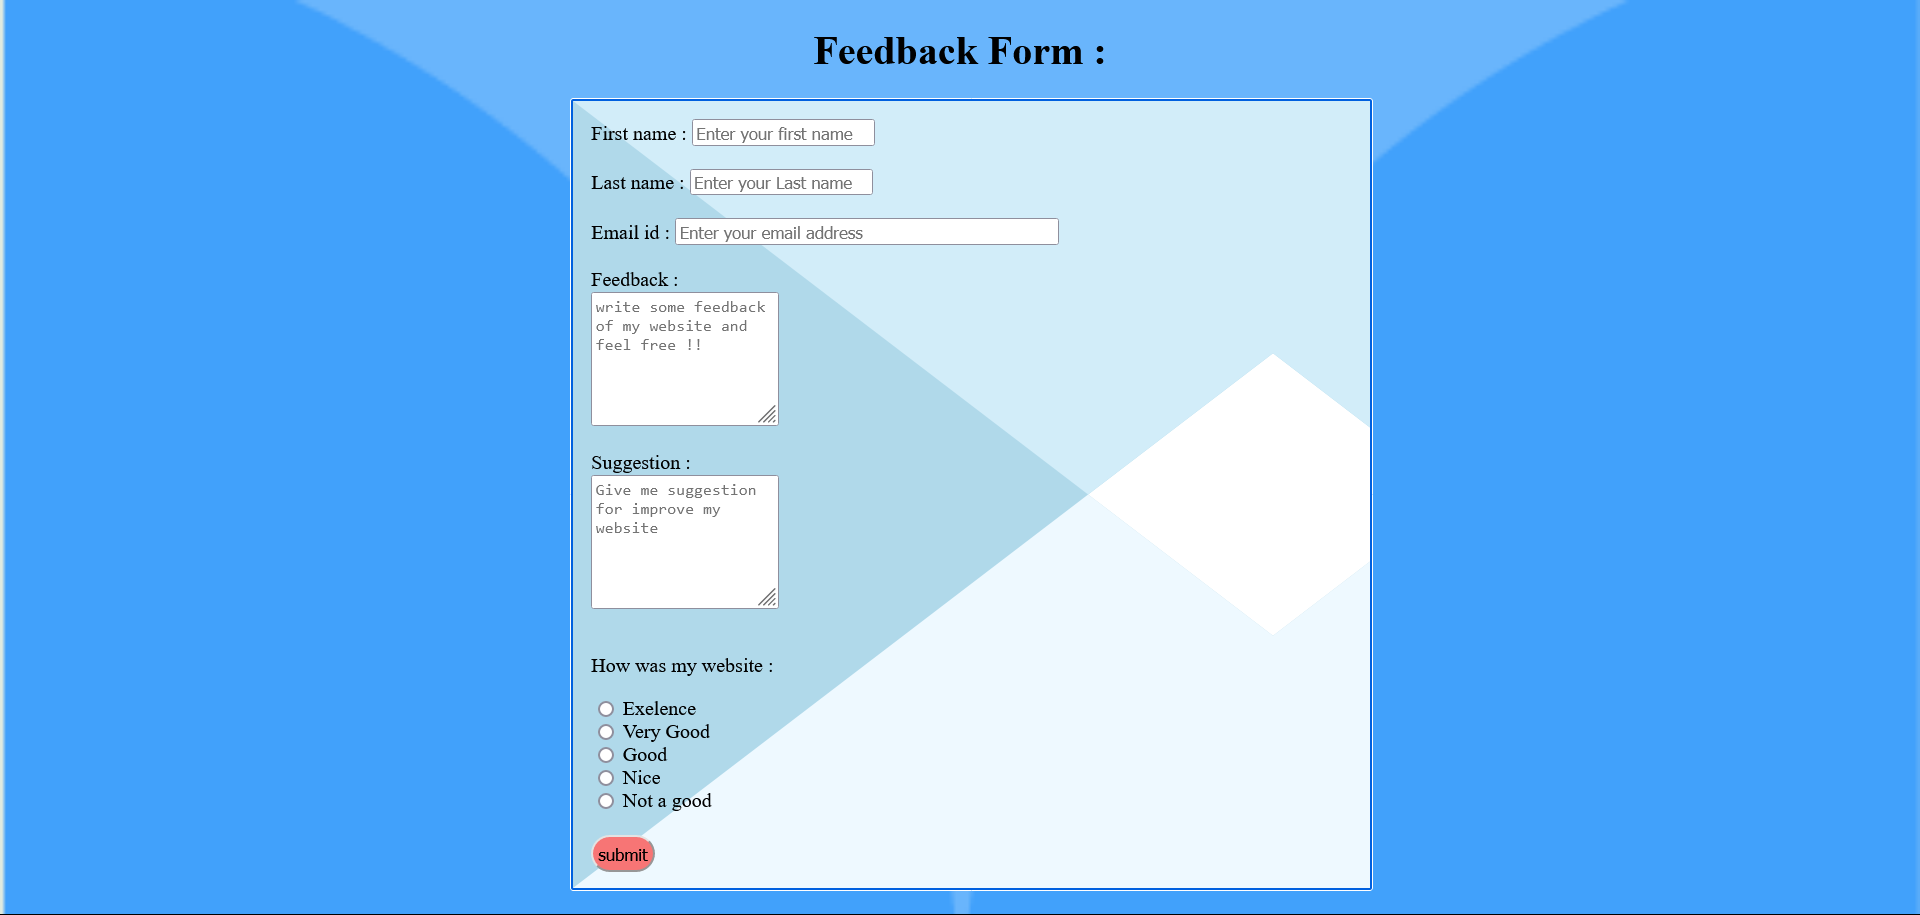 Feedback Form :
First name : Enter your first name
Last name : Enter your Last name
Email id : Enter your email address
Feedback :
write some feedback
of my website and
feel free !!
Suggestion :
Give me suggestion
for improve my
website
How was my website :
Exelence
Very Good
Good
Nice
Not a good
submit